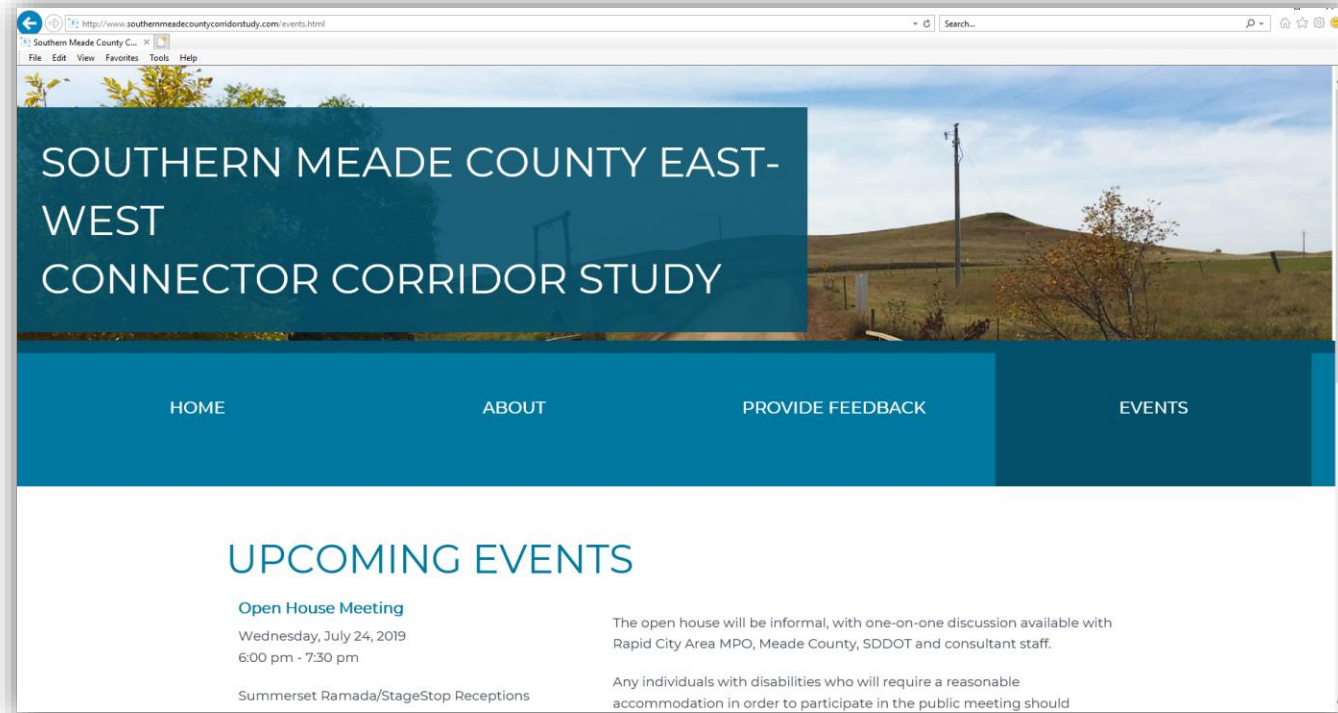 http://www.southernmeadecountycorridorstudy.com/events.html
Search...
Southern Meade County C...
File Edit View Favorites Tools Help
SOUTHERN MEADE COUNTY EAST-
WEST
CONNECTOR CORRIDOR STUDY
HOME ABOUT PROVIDE FEEDBACK EVENTS
UPCOMING EVENTS
Open House Meeting
Wednesday, July 24, 2019
6:00 pm - 7:30 pm
Summerset Ramada/StageStop Receptions
The open house will be informal, with one-on-one discussion available with
Rapid City Area MPO, Meade County, SDDOT and consultant staff.
Any individuals with disabilities who will require a reasonable
accommodation in order to participate in the public meeting should